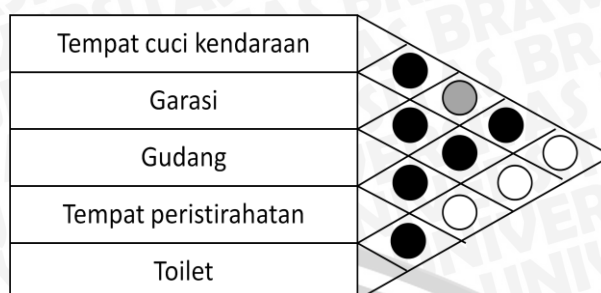 Tempat cuci kendaraan
Garasi
Gudang
Tempat peristirahatan
Toilet